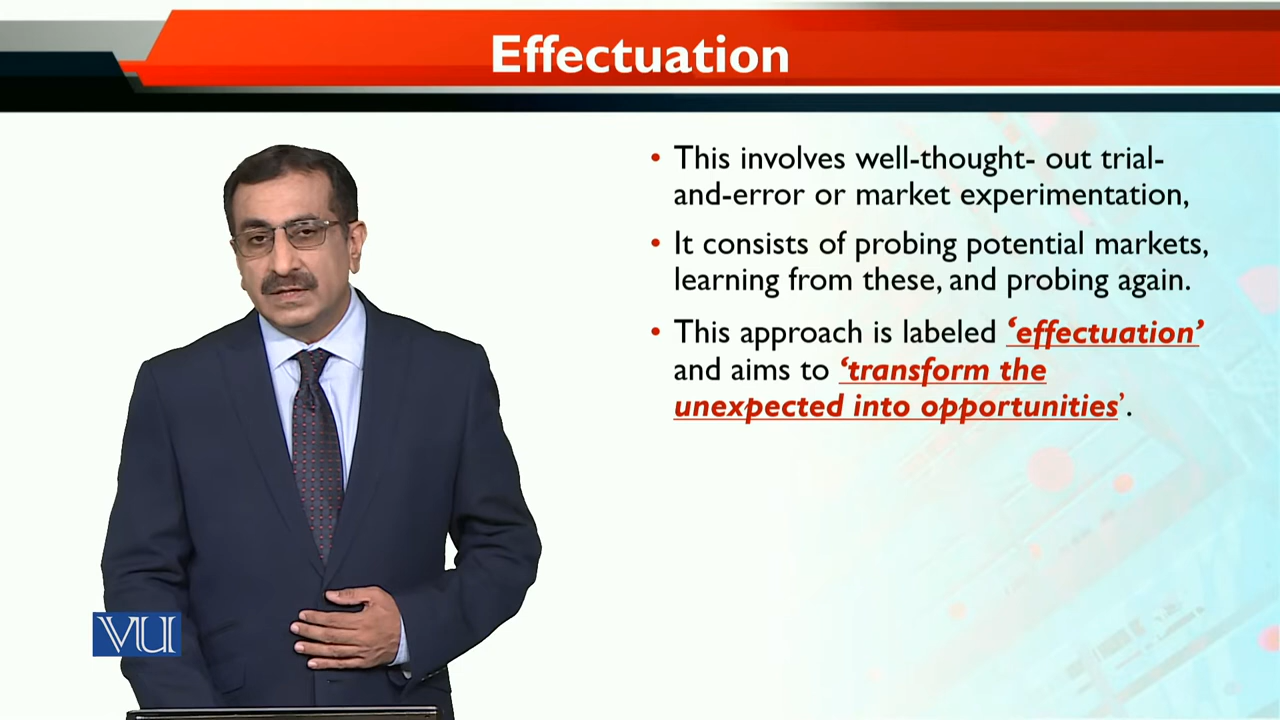 Effectuation
• This involves well-thought- out trial-
and-error or market experimentation,
• It consists of probing potential markets,
learning from these, and probing again.
• This approach is labeled ‘effectuation’
and aims to ‘transform the
unexpected into opportunities’.
VU